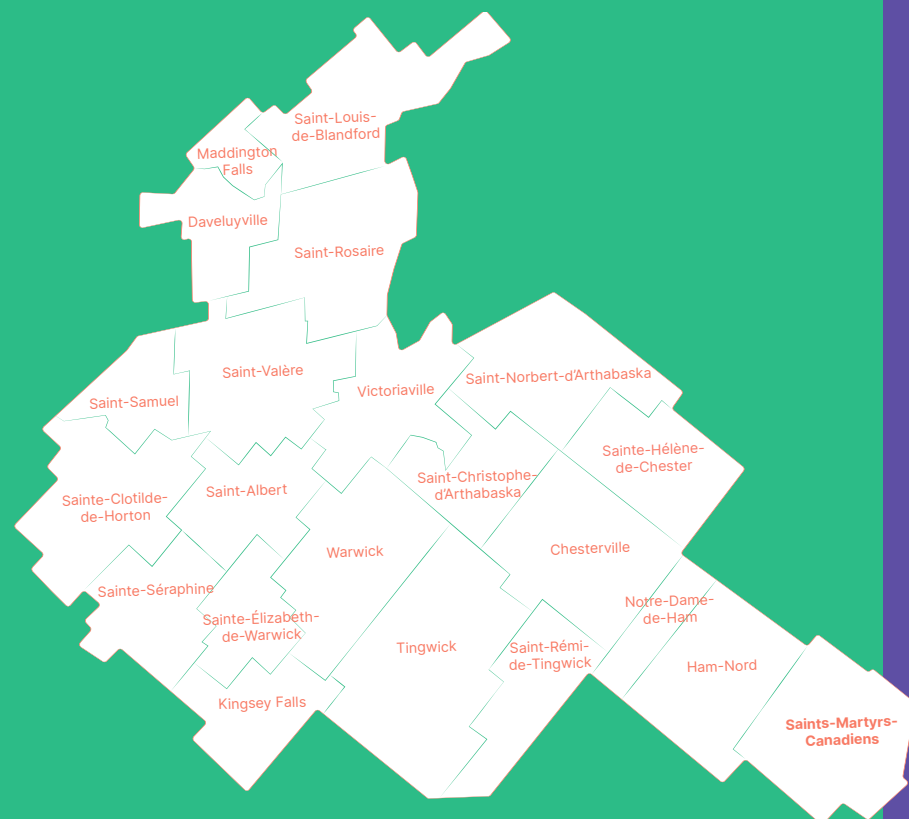 Saint-Louis-
de-Blandford
Maddington
Falls
Daveluyville
Saint-Rosaire
Saint-Valère
Victoriaville
Saint-Norbert-d'Arthabaska
Saint-Samuel
Sainte-Hélène-
de-Chester
Saint-Christophe-
d'Arthabaska
Saint-Albert
Sainte-Clotilde-
de-Horton
Warwick
Chesterville
Sainte-Séraphine
Notre-Dame-
de-Ham
Sainte-Élizabeth-
de-Warwick
Tingwick
Saint-Rémi-
de-Tingwick
Ham-Nord
Kingsey Falls
Saints-Martyrs-
Canadiens